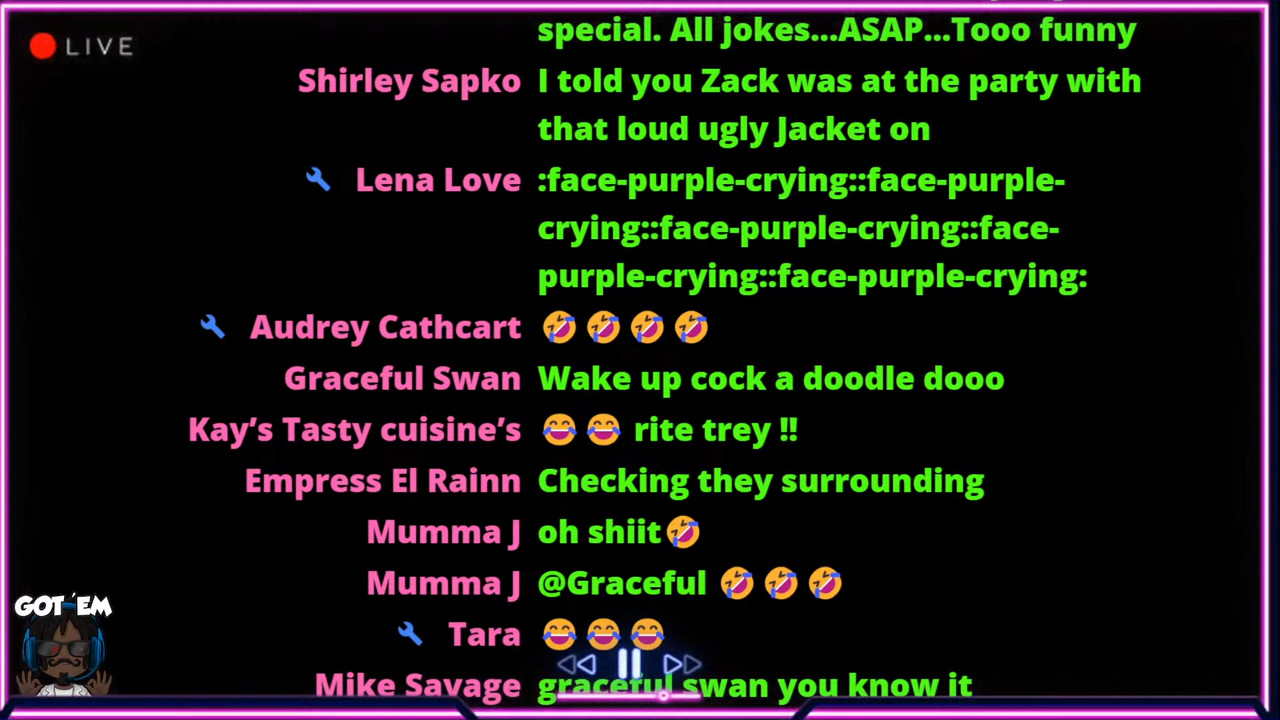 special. All jokes...ASAP...Tooo funny
LIVE
Shirley Sapko I told you Zack was at the party with
that loud ugly Jacket on
Lena Love :face-purple-crying::face-purple-
crying::face-purple-crying::face-
purple-crying::face-purple-crying:
Audrey Cathcart 🤣🤣🤣🤣
Graceful Swan Wake up cock a doodle dooo
Kay’s Tasty cuisine’s 😂😂 rite trey !!
Empress El Rainn Checking they surrounding
Mumma J oh shiit🤣
Mumma J @Graceful 🤣🤣🤣
GOT 'EM
Tara 😂😂😂
Mike Savage graceful swan you know it